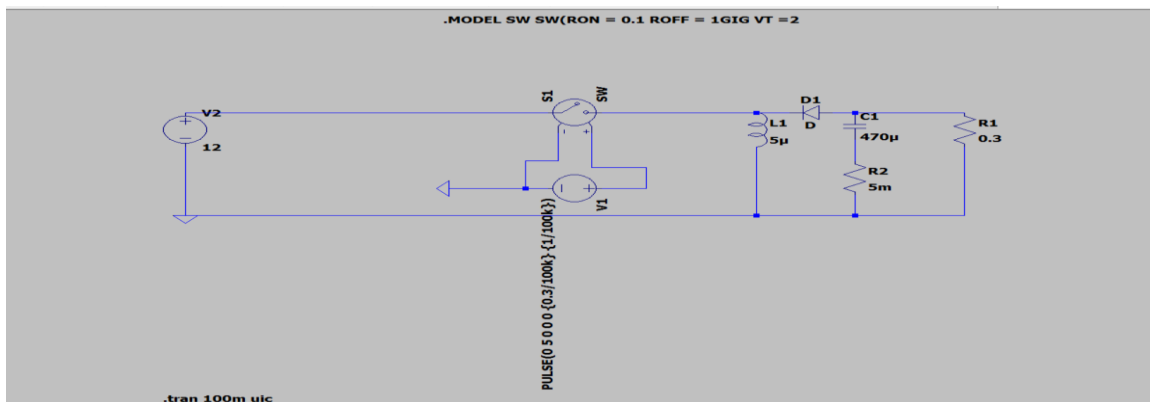 .MODEL SW SW(RON = 0.1 ROFF = 1GIG VT =2
V2
12
S1
SW
V1
PULSE(0 5 0 0 0 {0.3/100k} {1/100k})
L1
5µ
D1
D
C1
470µ
R2
5m
R1
0.3
.tran 100m uic